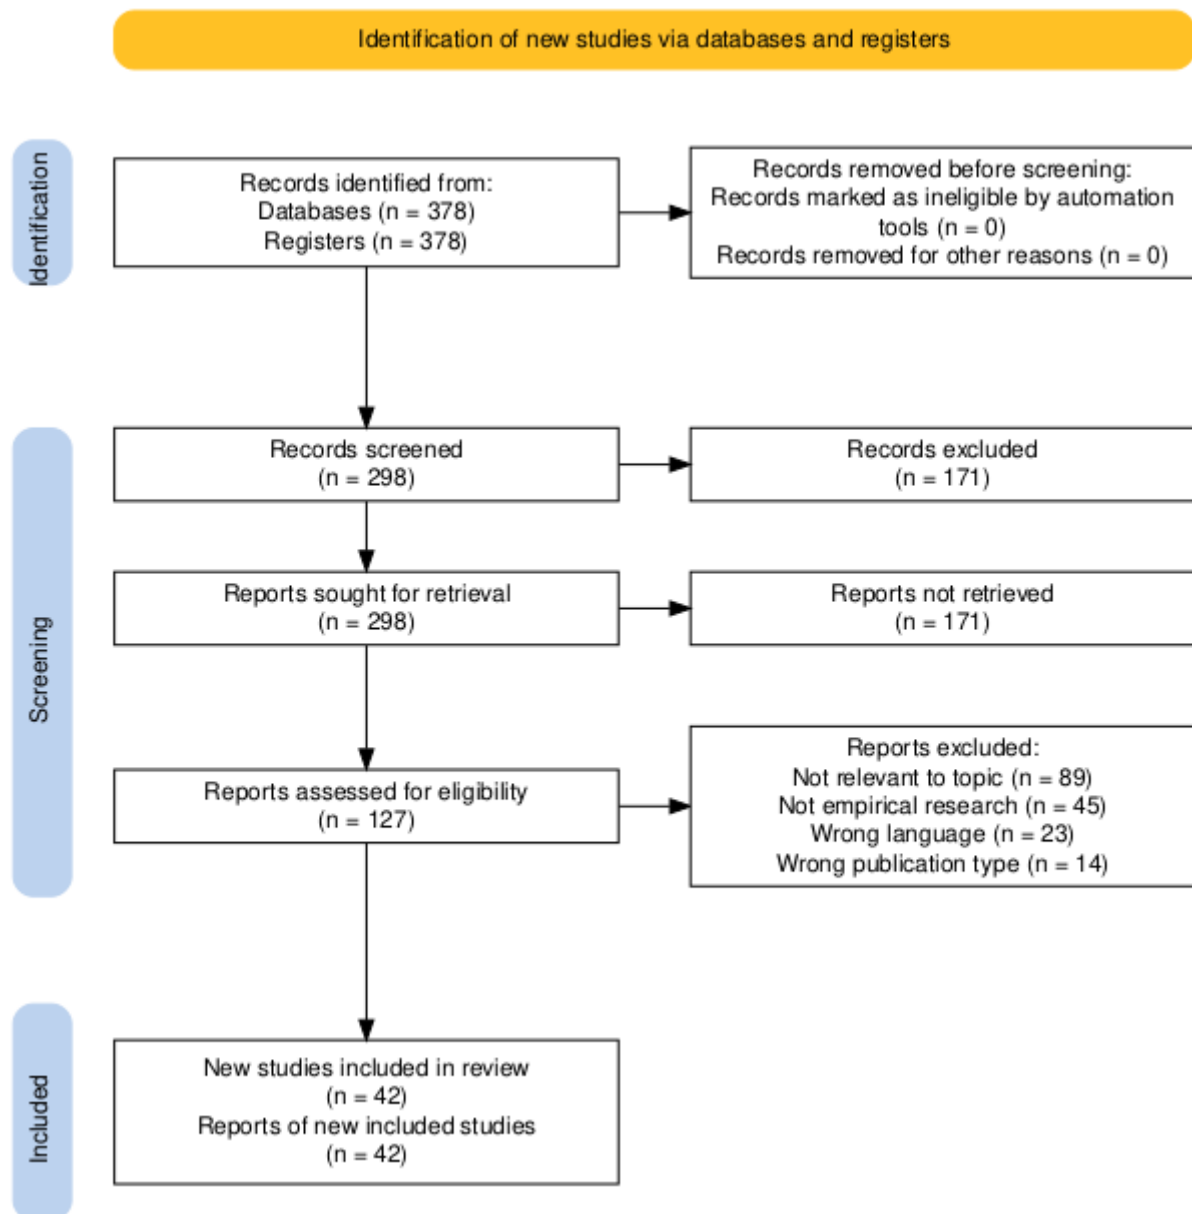 Identification of new studies via databases and registers
Identification
Records identified from:
Databases (n = 378)
Registers (n = 378)
Records removed before screening:
Records marked as ineligible by automation
tools (n = 0)
Records removed for other reasons (n = 0)
Screening
Records screened
(n = 298)
Records excluded
(n = 171)
Reports sought for retrieval
(n = 298)
Reports not retrieved
(n = 171)
Reports assessed for eligibility
(n = 127)
Reports excluded:
Not relevant to topic (n = 89)
Not empirical research (n = 45)
Wrong language (n = 23)
Wrong publication type (n = 14)
Included
New studies included in review
(n = 42)
Reports of new included studies
(n = 42)